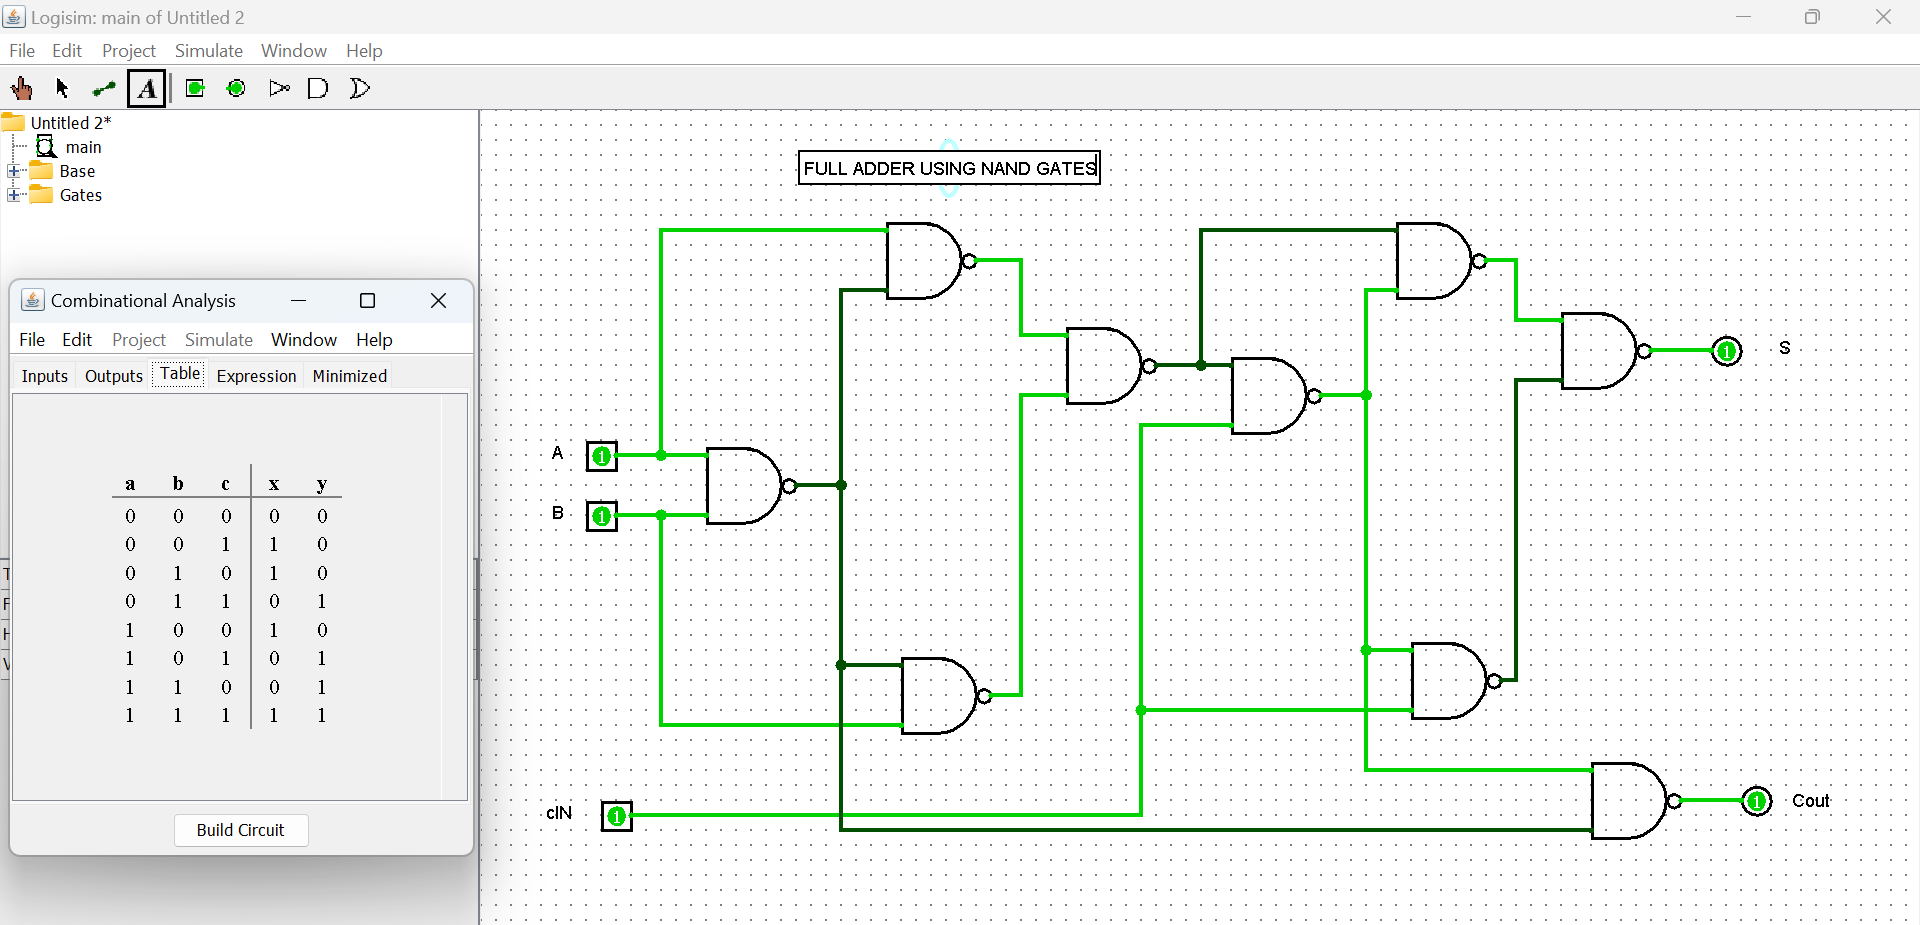 Logisim: main of Untitled 2
File Edit Project Simulate Window Help
A
Untitled 2*
main
Base
Gates
FULL ADDER USING NAND GATES
Combinational Analysis
File Edit Project Simulate Window Help
Inputs Outputs Table Expression Minimized
a b c x y
0 0 0 0 0
0 0 1 1 0
0 1 0 1 0
0 1 1 0 1
1 0 0 1 0
1 0 1 0 1
1 1 0 0 1
1 1 1 1 1
Build Circuit
A 1
B 1
cIN 1
1 S
1 Cout